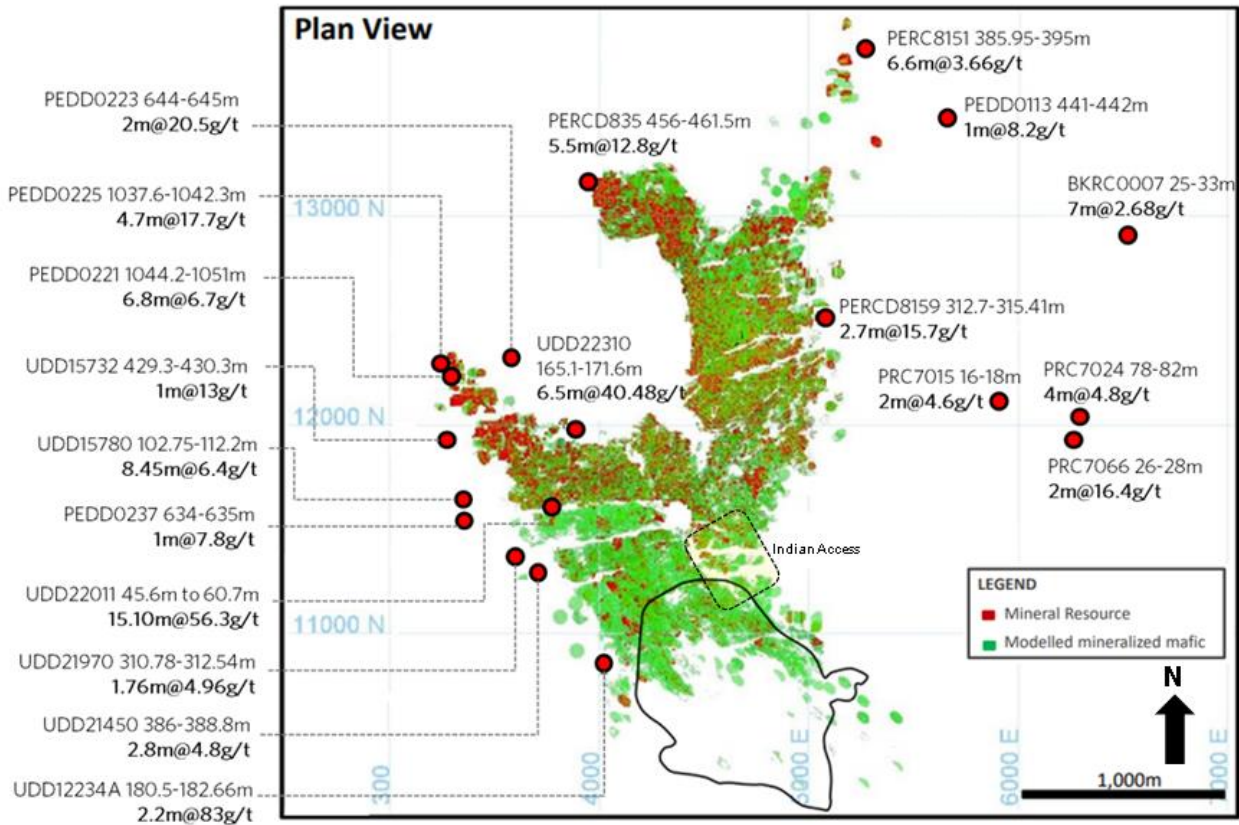 Plan View
PERC8151 385.95-395m
6.6m@3.66g/t
PEDD0223 644-645m
2m@20.5g/t
PERCD835 456-461.5m
5.5m@12.8g/t
PEDD0113 441-442m
1m@8.2g/t
PEDD0225 1037.6-1042.3m
4.7m@17.7g/t
13000 N
BKRC0007 25-33m
7m@2.68g/t
PEDD0221 1044.2-1051m
6.8m@6.7g/t
PERCD8159 312.7-315.41m
2.7m@15.7g/t
UDD15732 429.3-430.3m
1m@13g/t
UDD22310
165.1-171.6m
6.5m@40.48g/t
PRC7015 16-18m
2m@4.6g/t
PRC7024 78-82m
4m@4.8g/t
12000 N
UDD15780 102.75-112.2m
8.45m@6.4g/t
PRC7066 26-28m
2m@16.4g/t
PEDD0237 634-635m
1m@7.8g/t
Indian Access
UDD22011 45.6m to 60.7m
15.10m@56.3g/t
11000 N
LEGEND
Mineral Resource
Modelled mineralized mafic
UDD21970 310.78-312.54m
1.76m@4.96g/t
N
UDD21450 386-388.8m
2.8m@4.8g/t
UDD12234A 180.5-182.66m
2.2m@83g/t
300
4000
5000 E
6000 E
7000 E
1,000m